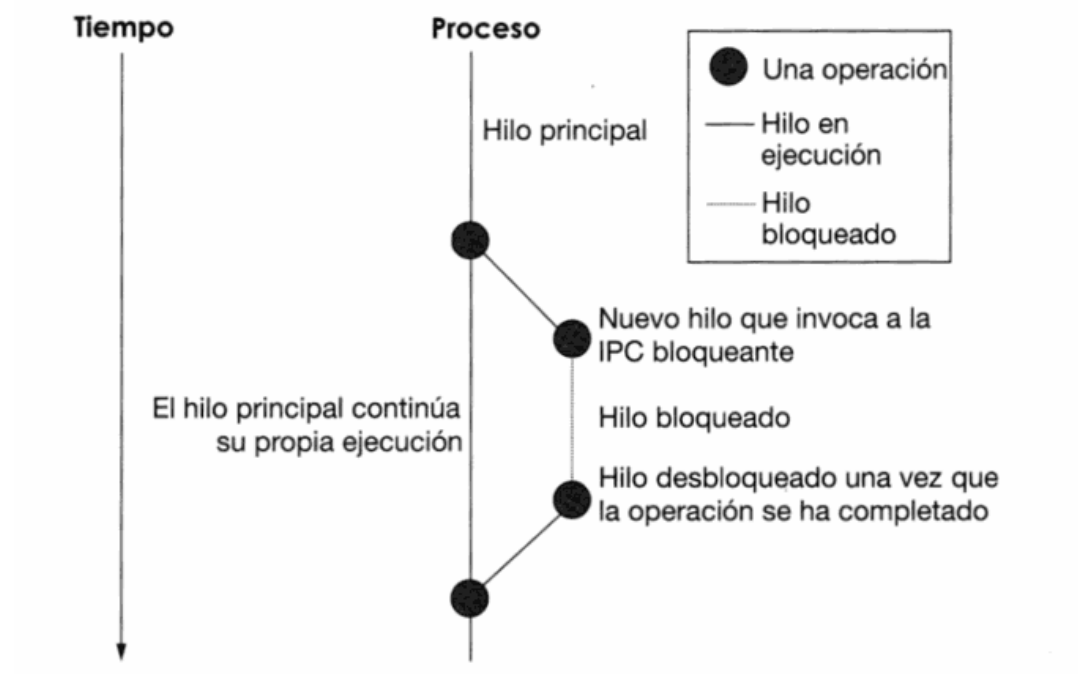 Tiempo
Proceso
Una operación
Hilo principal
Hilo en
ejecución
Hilo
bloqueado
Nuevo hilo que invoca a la
IPC bloqueante
El hilo principal continúa
su propia ejecución
Hilo bloqueado
Hilo desbloqueado una vez que
la operación se ha completado